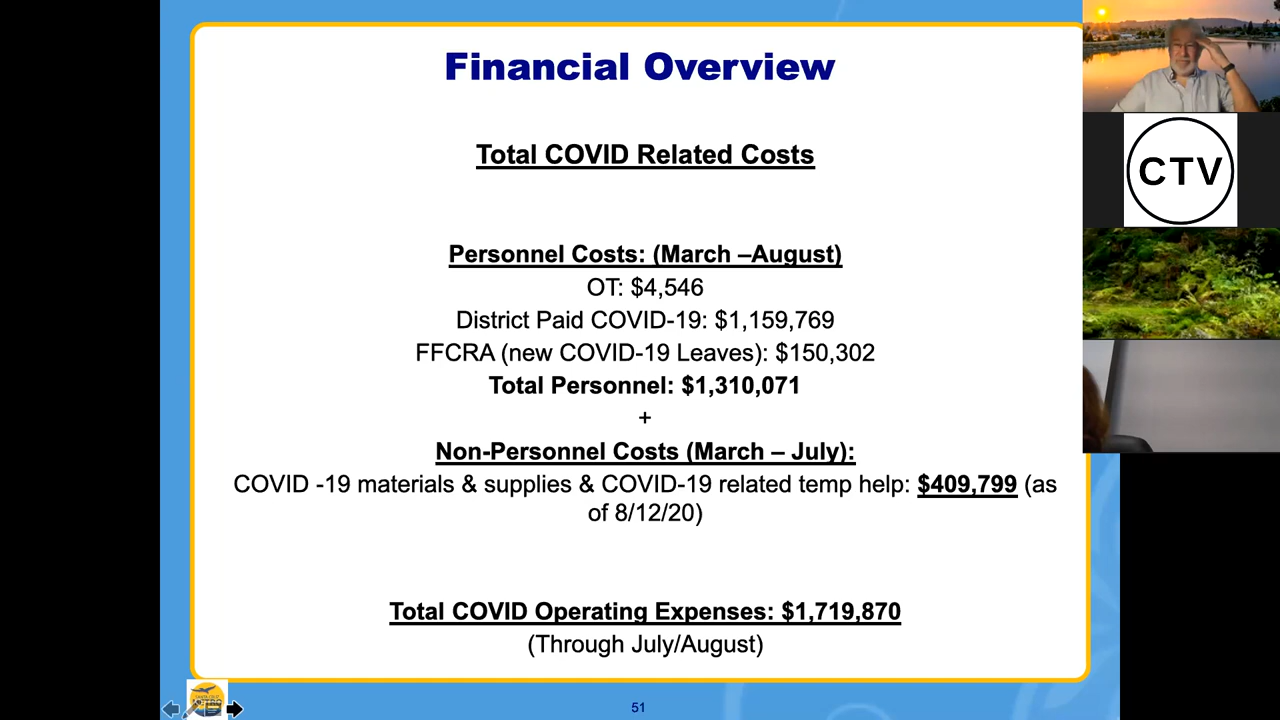 Financial Overview
Total COVID Related Costs
Personnel Costs: (March –August)
OT: $4,546
District Paid COVID-19: $1,159,769
FFCRA (new COVID-19 Leaves): $150,302
Total Personnel: $1,310,071
+
Non-Personnel Costs (March – July):
COVID -19 materials & supplies & COVID-19 related temp help: $409,799 (as
of 8/12/20)
Total COVID Operating Expenses: $1,719,870
(Through July/August)
51
CTV